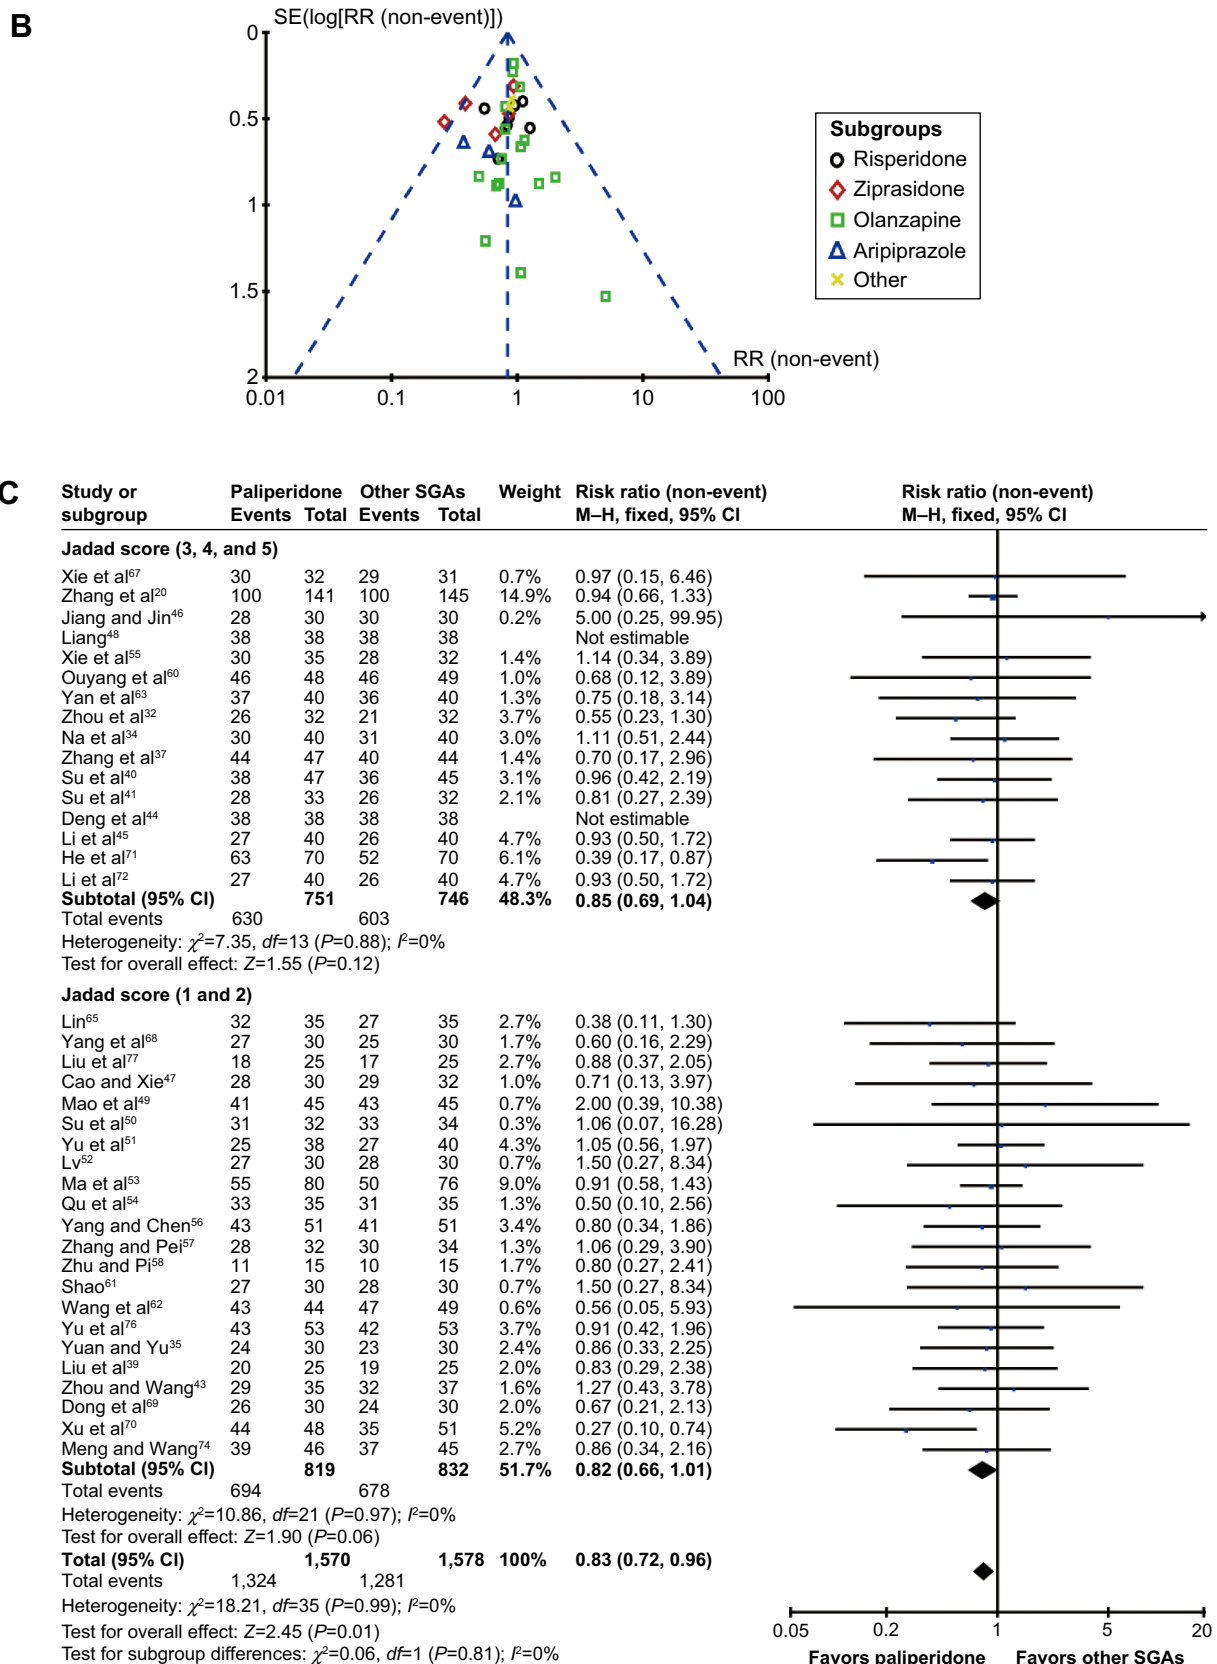 B
SE(log[RR (non-event)])
0
0.5
1
1.5
2
0.01 0.1 1 10 100
RR (non-event)
Subgroups
Risperidone
Ziprasidone
Olanzapine
Aripiprazole
Other
C
Study or Paliperidone Other SGAs Weight Risk ratio (non-event) Risk ratio (non-event)
subgroup Events Total Events Total M–H, fixed, 95% CI M–H, fixed, 95% CI
Jadad score (3, 4, and 5)
Xie et al67 30 32 29 31 0.7% 0.97 (0.15, 6.46)
Zhang et al20 100 141 100 145 14.9% 0.94 (0.66, 1.33)
Jiang and Jin46 28 30 30 30 0.2% 5.00 (0.25, 99.95)
Liang48 38 38 38 38 Not estimable
Xie et al55 30 35 28 32 1.4% 1.14 (0.34, 3.89)
Ouyang et al60 46 48 46 49 1.0% 0.68 (0.12, 3.89)
Yan et al63 37 40 36 40 1.3% 0.75 (0.18, 3.14)
Zhou et al32 26 32 21 32 3.7% 0.55 (0.23, 1.30)
Na et al34 30 40 31 40 3.0% 1.11 (0.51, 2.44)
Zhang et al37 44 47 40 44 1.4% 0.70 (0.17, 2.96)
Su et al40 38 47 36 45 3.1% 0.96 (0.42, 2.19)
Su et al41 28 33 26 32 2.1% 0.81 (0.27, 2.39)
Deng et al44 38 38 38 38 Not estimable
Li et al45 27 40 26 40 4.7% 0.93 (0.50, 1.72)
He et al71 63 70 52 70 6.1% 0.39 (0.17, 0.87)
Li et al72 27 40 26 40 4.7% 0.93 (0.50, 1.72)
Subtotal (95% CI) 751 746 48.3% 0.85 (0.69, 1.04)
Total events 630 603
Heterogeneity: χ2=7.35, df=13 (P=0.88); I2=0%
Test for overall effect: Z=1.55 (P=0.12)
Jadad score (1 and 2)
Lin65 32 35 27 35 2.7% 0.38 (0.11, 1.30)
Yang et al68 27 30 25 30 1.7% 0.60 (0.16, 2.29)
Liu et al77 18 25 17 25 2.7% 0.88 (0.37, 2.05)
Cao and Xie47 28 30 29 32 1.0% 0.71 (0.13, 3.97)
Mao et al49 41 45 43 45 0.7% 2.00 (0.39, 10.38)
Su et al50 31 32 33 34 0.3% 1.06 (0.07, 16.28)
Yu et al51 25 38 27 40 4.3% 1.05 (0.56, 1.97)
Lv52 27 30 28 30 0.7% 1.50 (0.27, 8.34)
Ma et al53 55 80 50 76 9.0% 0.91 (0.58, 1.43)
Qu et al54 33 35 31 35 1.7% 0.50 (0.10, 2.56)
Yang and Chen56 43 51 41 51 3.4% 0.80 (0.34, 1.86)
Zhang and Pei57 28 32 30 34 1.3% 1.06 (0.29, 3.90)
Zhu and Pi58 11 15 10 15 1.7% 0.80 (0.27, 2.41)
Shao61 27 30 28 30 0.7% 1.50 (0.27, 8.34)
Wang et al62 43 44 47 49 0.6% 0.56 (0.05, 5.93)
Yu et al76 43 53 42 53 3.7% 0.91 (0.42, 1.96)
Yuan and Yu35 24 30 23 30 2.3% 0.86 (0.33, 2.25)
Liu et al39 20 25 19 25 2.0% 0.83 (0.29, 2.38)
Zhou and Wang43 29 35 32 37 1.6% 1.27 (0.43, 3.78)
Dong et al69 26 30 24 30 2.0% 0.67 (0.21, 2.13)
Xu et al70 44 48 35 51 5.2% 0.27 (0.10, 0.74)
Meng and Wang74 39 46 37 45 2.7% 0.86 (0.34, 2.16)
Subtotal (95% CI) 819 832 51.7% 0.82 (0.66, 1.01)
Total events 694 678
Heterogeneity: χ2=10.86, df=21 (P=0.97); I2=0%
Test for overall effect: Z=1.90 (P=0.06)
Total (95% CI) 1,570 1,578 100% 0.83 (0.72, 0.96)
Total events 1,324 1,281
Heterogeneity: χ2=18.21, df=35 (P=0.99); I2=0%
Test for overall effect: Z=2.45 (P=0.01)
Test for subgroup differences: χ2=0.06, df=1 (P=0.81); I2=0%
0.05 0.2 1 5 20
Favors paliperidone Favors other SGAs